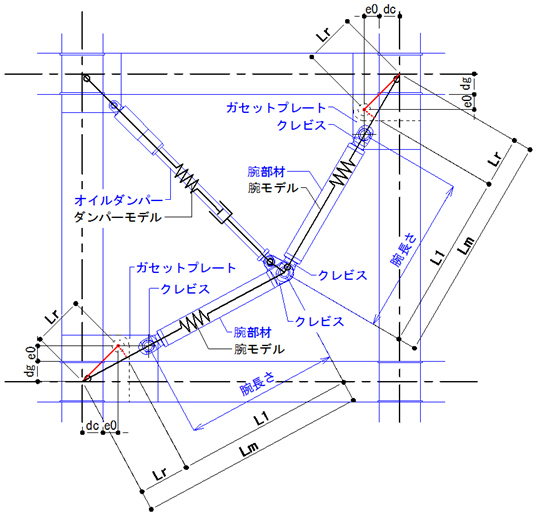 e0 dc
Lr
dg
e0
ガセットプレート
クレビス
Lr
腕部材
腕モデル
オイルダンパー
ダンパーモデル
L1
Lm
腕長さ
ガセットプレート
クレビス
クレビス
Lr
クレビス
腕部材
腕モデル
e0
dg
腕長さ
L1
dc e0
Lm
Lr